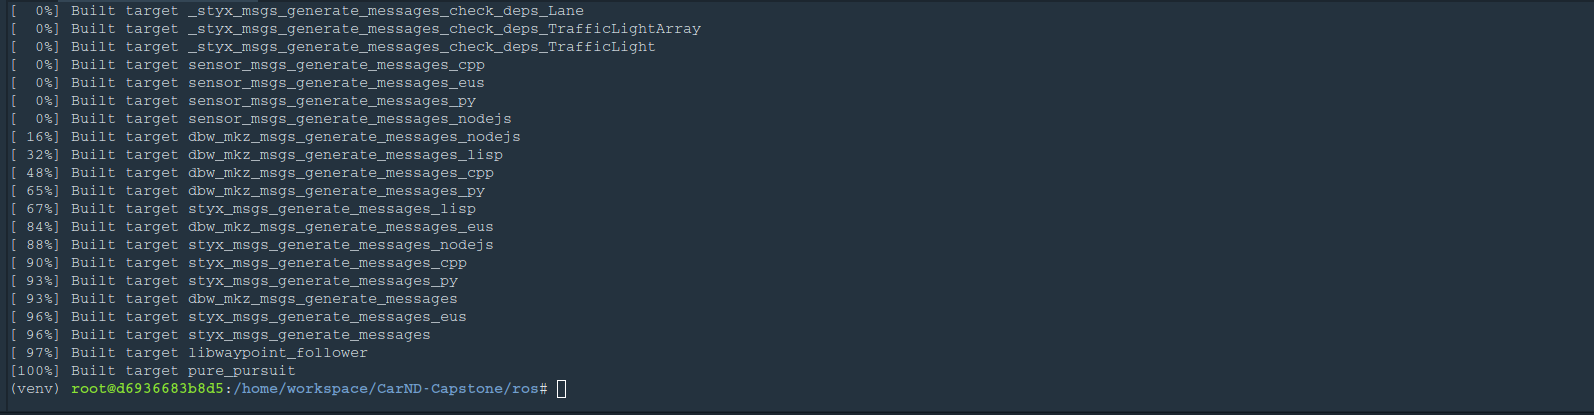 [  0%] Built target _styx_msgs_generate_messages_check_deps_Lane
[  0%] Built target _styx_msgs_generate_messages_check_deps_TrafficLightArray
[  0%] Built target _styx_msgs_generate_messages_check_deps_TrafficLight
[  0%] Built target sensor_msgs_generate_messages_cpp
[  0%] Built target sensor_msgs_generate_messages_eus
[  0%] Built target sensor_msgs_generate_messages_py
[  0%] Built target sensor_msgs_generate_messages_nodejs
[ 16%] Built target dbw_mkz_msgs_generate_messages_nodejs
[ 32%] Built target dbw_mkz_msgs_generate_messages_lisp
[ 48%] Built target dbw_mkz_msgs_generate_messages_cpp
[ 65%] Built target dbw_mkz_msgs_generate_messages_py
[ 67%] Built target styx_msgs_generate_messages_lisp
[ 84%] Built target dbw_mkz_msgs_generate_messages_eus
[ 88%] Built target styx_msgs_generate_messages_nodejs
[ 90%] Built target styx_msgs_generate_messages_cpp
[ 93%] Built target styx_msgs_generate_messages_py
[ 93%] Built target dbw_mkz_msgs_generate_messages
[ 96%] Built target styx_msgs_generate_messages_eus
[ 96%] Built target styx_msgs_generate_messages
[ 97%] Built target libwaypoint_follower
[100%] Built target pure_pursuit
(venv) root@d6936683b8d5:/home/workspace/CarND-Capstone/ros#